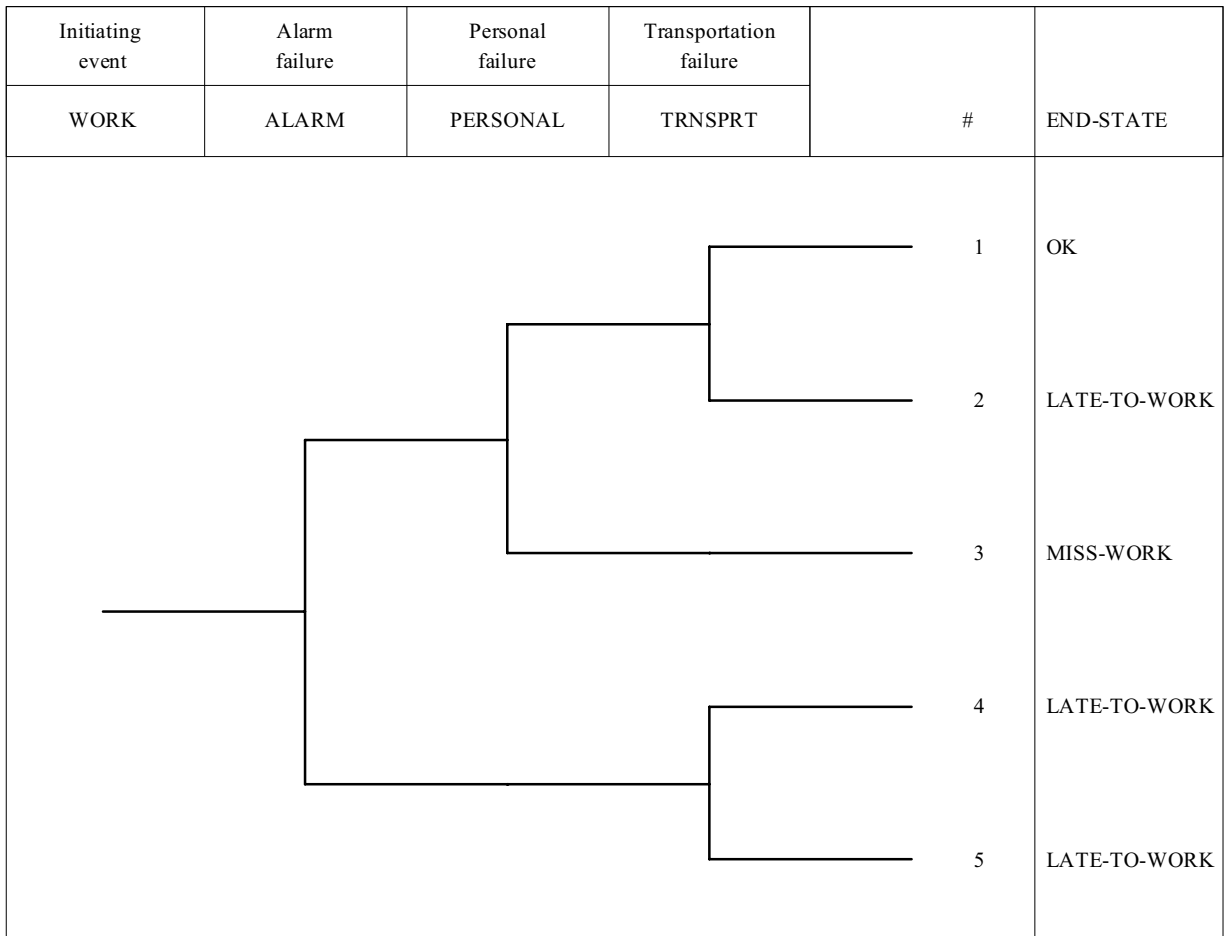 Initiating
event
Alarm
failure
Personal
failure
Transportation
failure
WORK
ALARM
PERSONAL
TRNSPRT
#
END-STATE
1
OK
2
LATE-TO-WORK
3
MISS-WORK
4
LATE-TO-WORK
5
LATE-TO-WORK